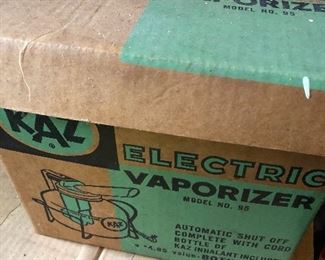 VAPORIZER
MODEL NO. 95
KAZ
®
ELECTRIC
VAPORIZER
MODEL NO. 95
KAZ
AUTOMATIC SHUT OFF
COMPLETE WITH CORD
BOTTLE OF
KAZ INHALANT INCLUDED